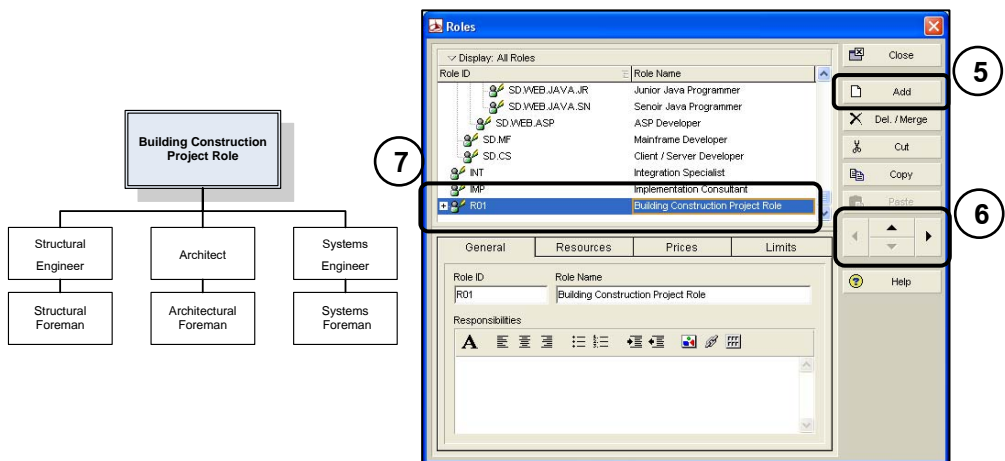 Building Construction
Project Role
Structural
Engineer
Architect
Systems
Engineer
Structural
Foreman
Architectural
Foreman
Systems
Foreman
Roles
Display: All Roles
Role ID Role Name
SD.WEB.JAVA.JR Junior Java Programmer
SD.WEB.JAVA.SN Senoir Java Programmer
SD.WEB.ASP ASP Developer
SD.MF Mainframe Developer
SD.CS Client / Server Developer
INT Integration Specialist
IMP Implementation Consultant
R01 Building Construction Project Role
7
General Resources Prices Limits
Role ID Role Name
R01 Building Construction Project Role
Responsibilities
A
Close
Add
5
Del. / Merge
Cut
Copy
Paste
6
Help